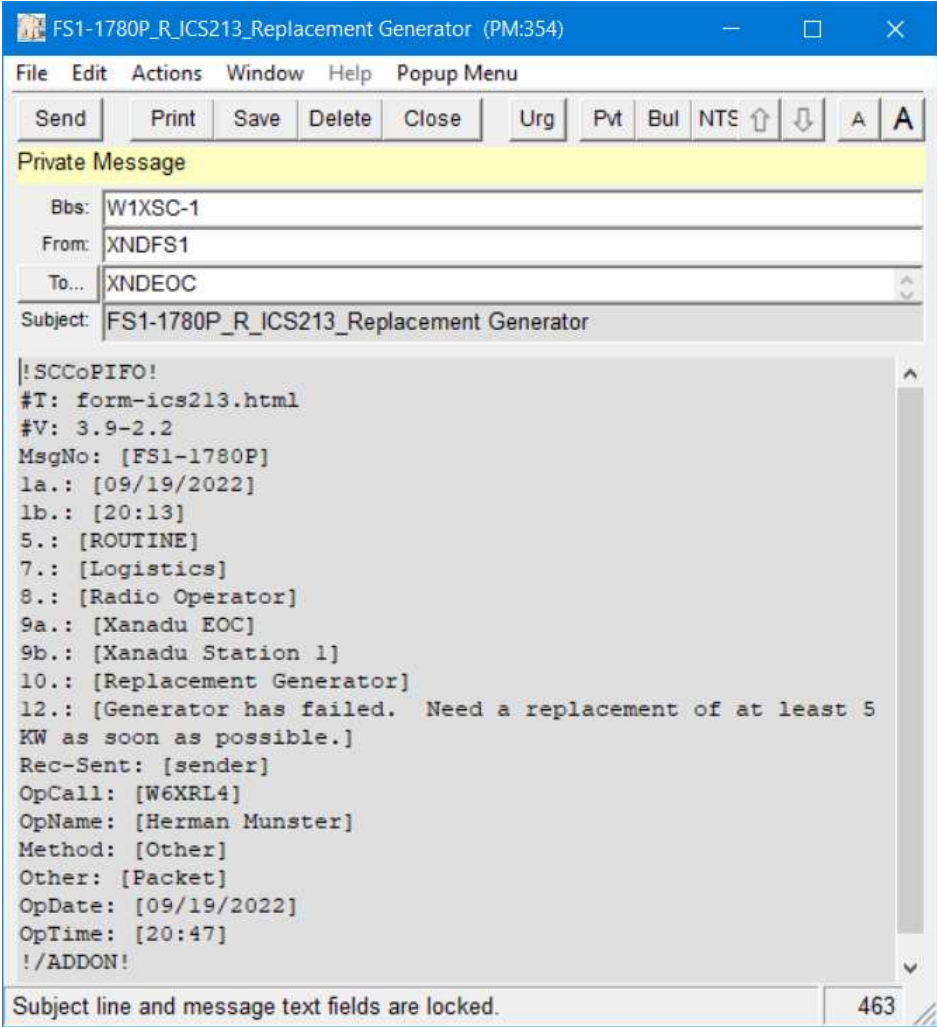 FS1-1780P_R_ICS213_Replacement Generator (PM:354)
File Edit Actions Window Help Popup Menu
Send Print Save Delete Close Urg Pvt Bul NTS A A
Private Message
Bbs: W1XSC-1
From: XNDFS1
To... XNDEOC
Subject: FS1-1780P_R_ICS213_Replacement Generator
!SCCoPIFO!
#T: form-ics213.html
#V: 3.9-2.2
MsgNo: [FS1-1780P]
1a.: [09/19/2022]
1b.: [20:13]
5.: [ROUTINE]
7.: [Logistics]
8.: [Radio Operator]
9a.: [Xanadu EOC]
9b.: [Xanadu Station 1]
10.: [Replacement Generator]
12.: [Generator has failed.  Need a replacement of at least 5
KW as soon as possible.]
Rec-Sent: [sender]
OpCall: [W6XRL4]
OpName: [Herman Munster]
Method: [Other]
Other: [Packet]
OpDate: [09/19/2022]
OpTime: [20:47]
!/ADDON!
Subject line and message text fields are locked. 463